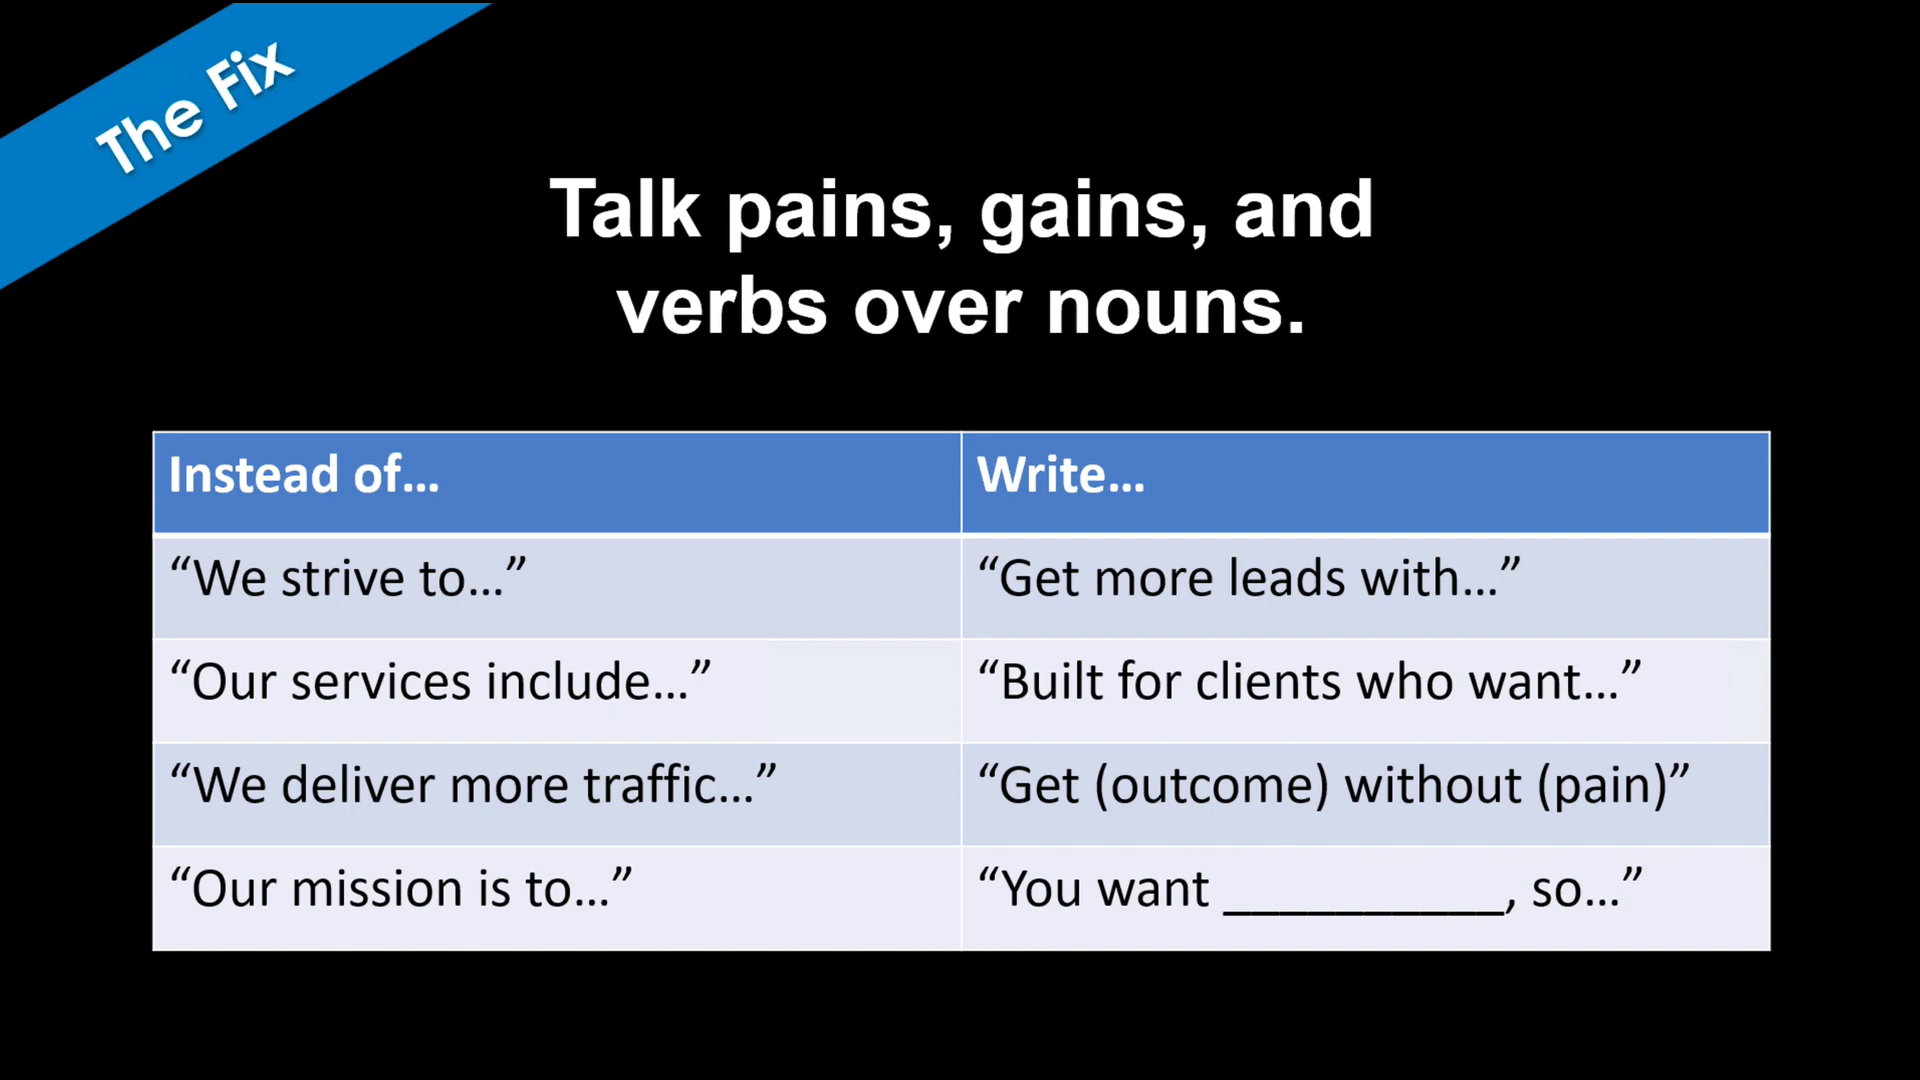 The Fix
Talk pains, gains, and
verbs over nouns.
Instead of…
Write…
“We strive to…”
“Get more leads with…”
“Our services include…”
“Built for clients who want…”
“We deliver more traffic…”
“Get (outcome) without (pain)”
“Our mission is to…”
“You want __________, so…”